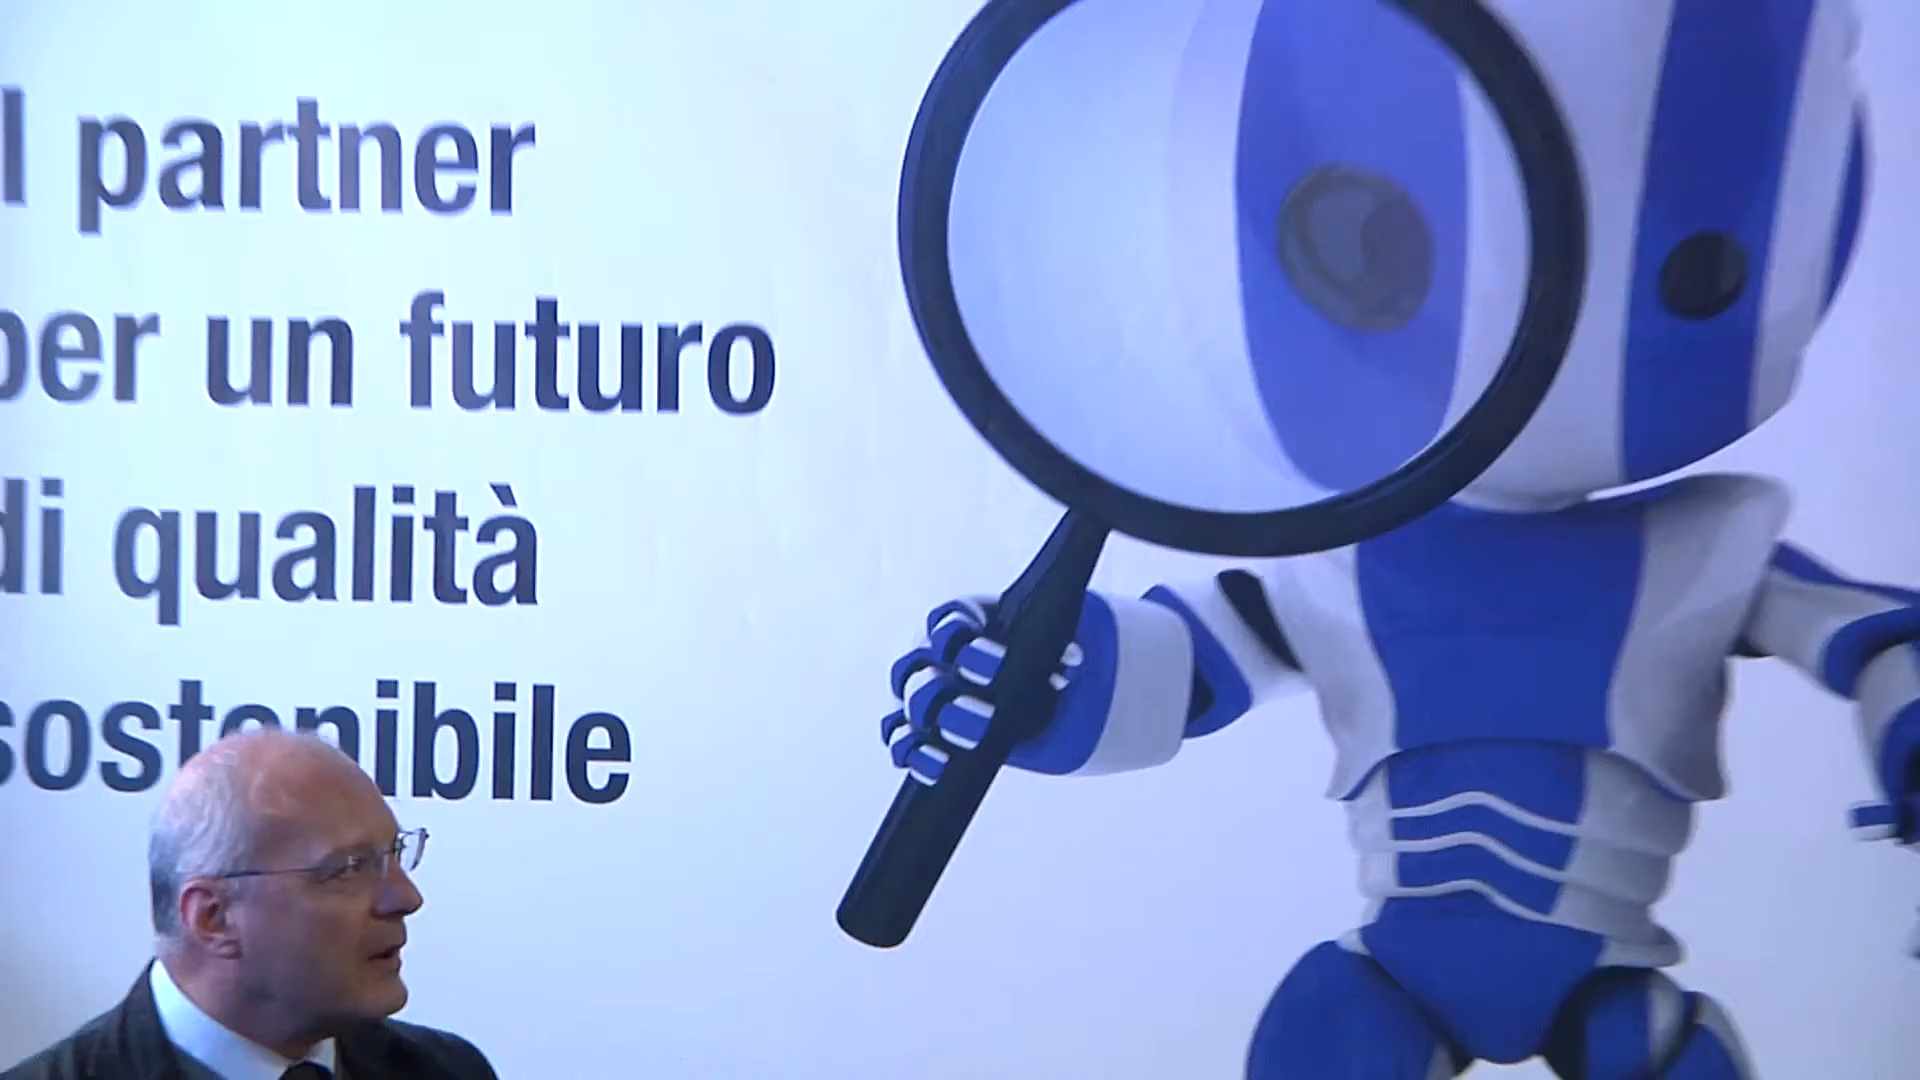 l partner
per un futuro
di qualità
sostenibile